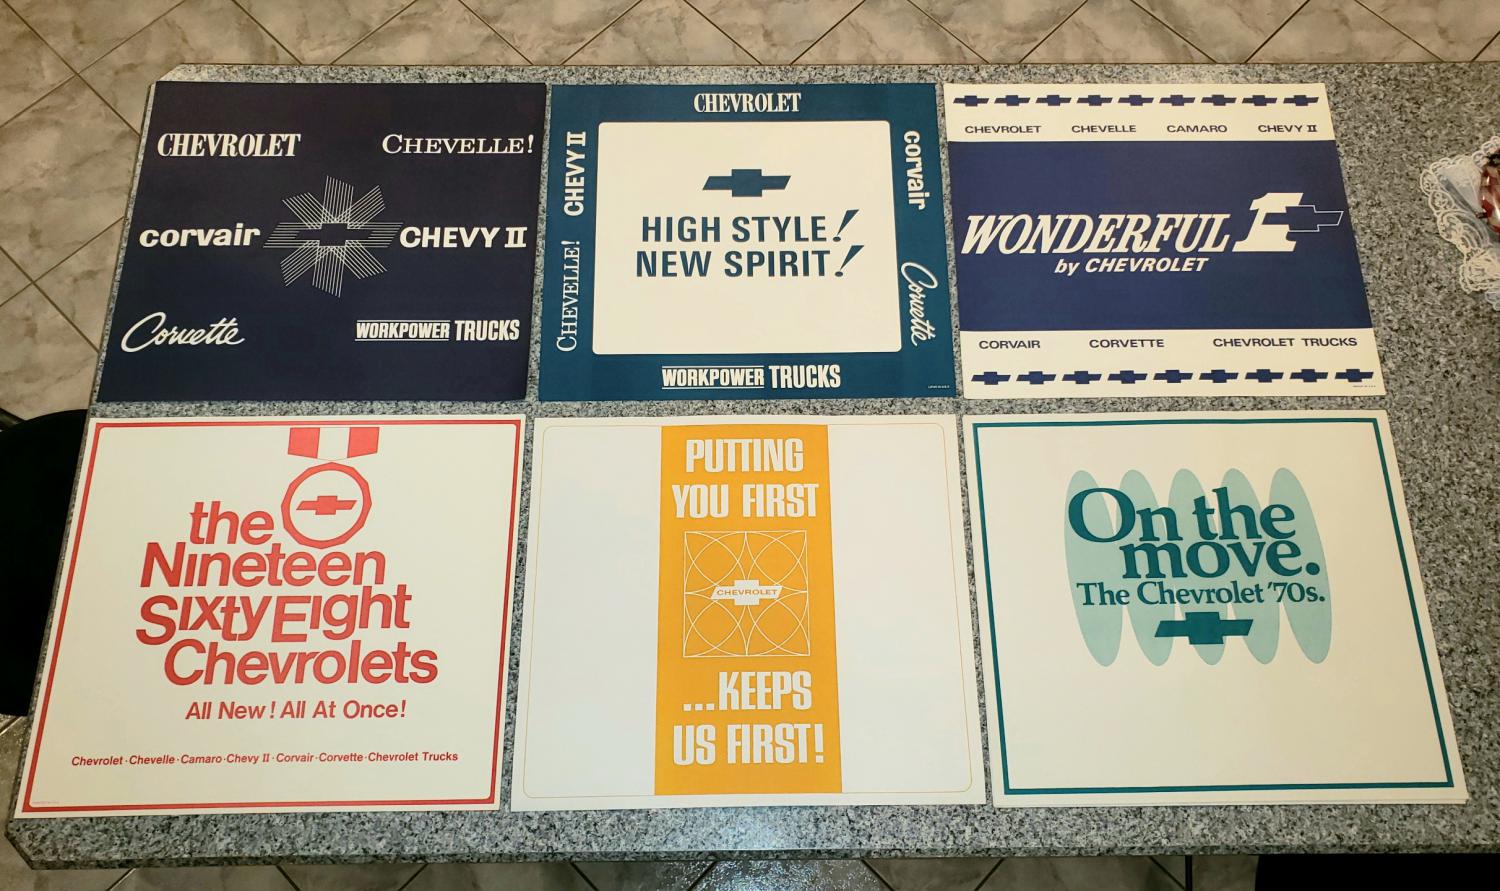 CHEVROLET
CHEVELLE!
corvair
CHEVY II
Corvette
WORKPOWER TRUCKS
CHEVROLET
CHEVY II
corvair
HIGH STYLE!
NEW SPIRIT!
CHEVELLE!
Corvette
WORKPOWER TRUCKS
CHEVROLET CHEVELLE CAMARO CHEVY II
WONDERFUL 1
by CHEVROLET
CORVAIR CORVETTE CHEVROLET TRUCKS
the
Nineteen
Sixty Eight
Chevrolets
All New! All At Once!
Chevrolet·Chevelle·Camaro·Chevy II·Corvair·Corvette·Chevrolet Trucks
PUTTING
YOU FIRST
CHEVROLET
...KEEPS
US FIRST!
On the
move.
The Chevrolet '70s.